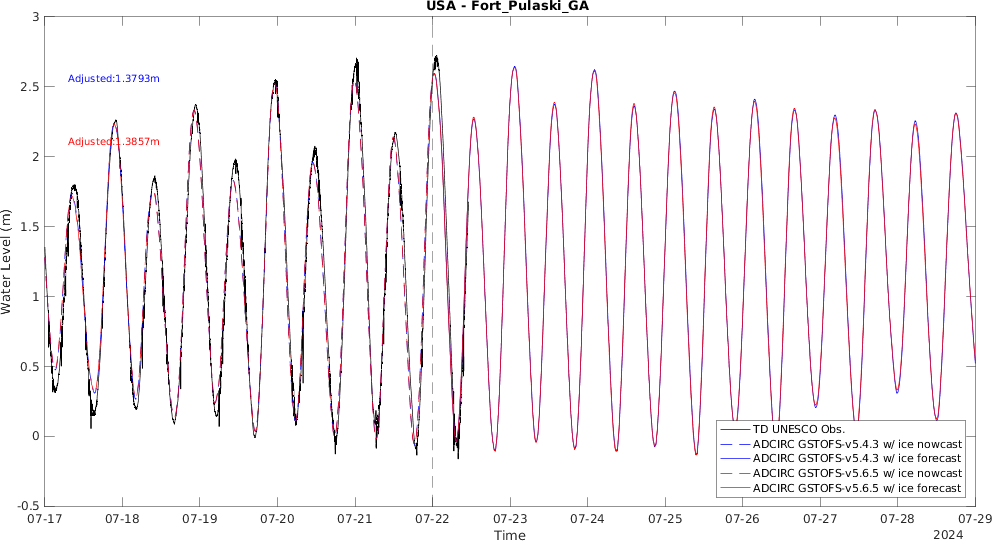 USA - Fort_Pulaski_GA
3
2.5
2
1.5
1
0.5
0
-0.5
Water Level (m)
Adjusted:1.3793m
Adjusted:1.3857m
TD UNESCO Obs.
ADCIRC GSTOFS-v5.4.3 w/ ice nowcast
ADCIRC GSTOFS-v5.4.3 w/ ice forecast
ADCIRC GSTOFS-v5.6.5 w/ ice nowcast
ADCIRC GSTOFS-v5.6.5 w/ ice forecast
07-17 07-18 07-19 07-20 07-21 07-22 07-23 07-24 07-25 07-26 07-27 07-28 07-29
Time
2024